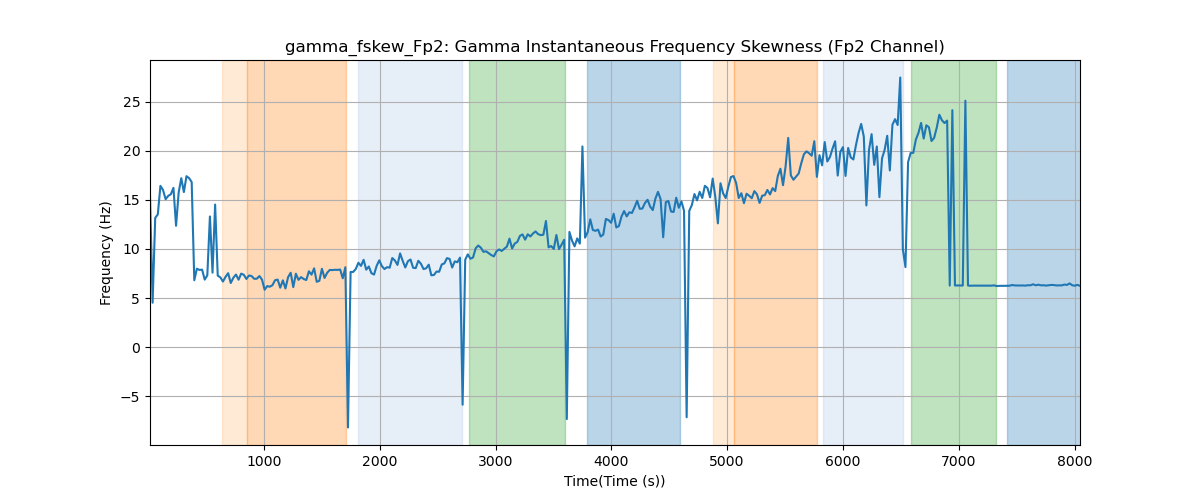 gamma_fskew_Fp2: Gamma Instantaneous Frequency Skewness (Fp2 Channel)
25
20
15
10
5
0
−5
Frequency (Hz)
1000 2000 3000 4000 5000 6000 7000 8000
Time(Time (s))